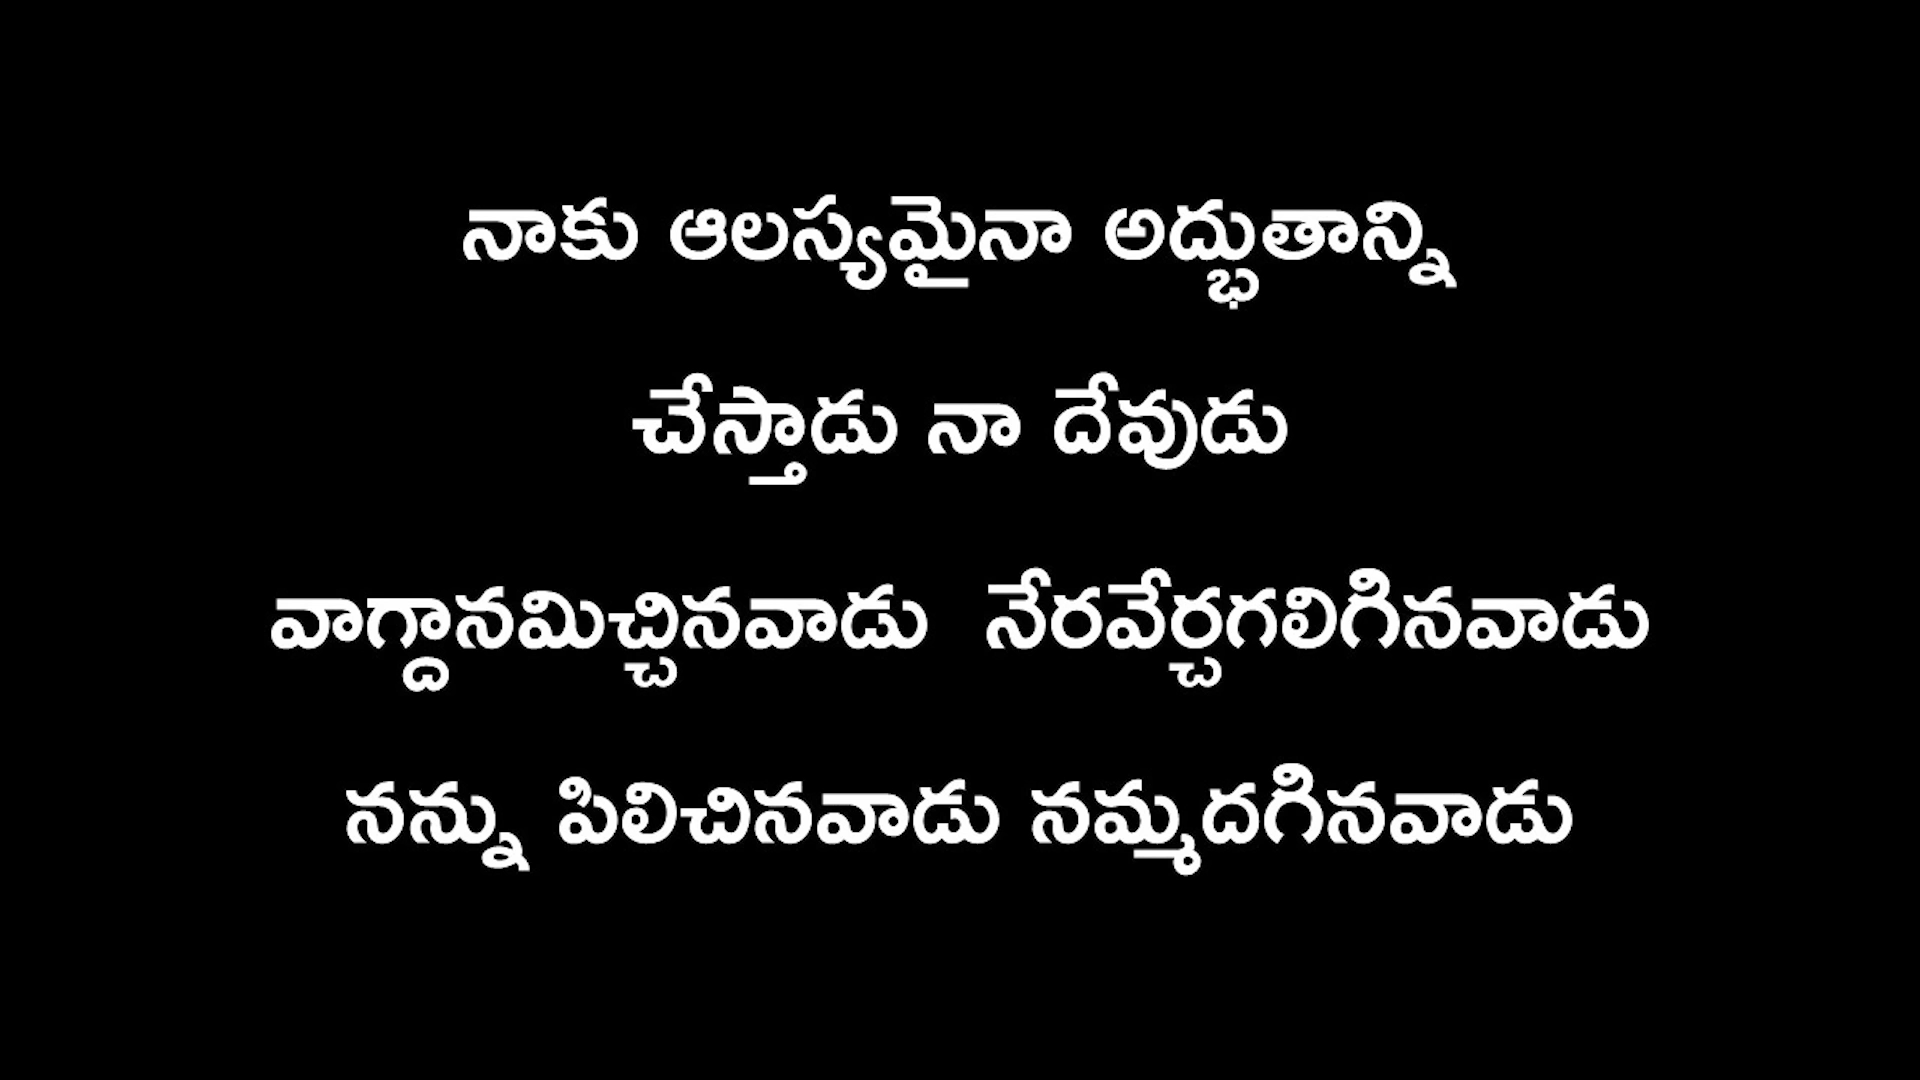 నాకు ఆలస్యమైనా అద్భుతాన్ని
చేస్తాడు నా దేవుడు
వాగ్దానమిచ్చినవాడు  నేరవేర్చగలిగినవాడు
నన్ను పిలిచినవాడు నమ్మదగినవాడు